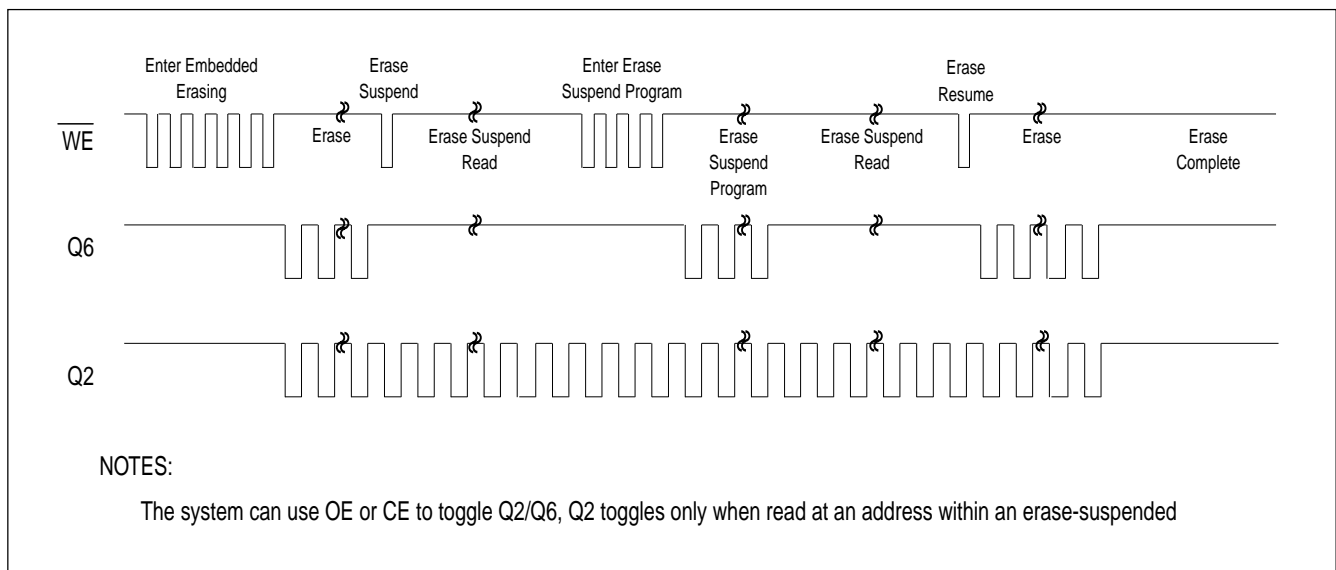 Enter Embedded
Erasing
Erase
Suspend
Enter Erase
Suspend Program
Erase
Resume
WE
Erase
Erase Suspend
Read
Erase
Suspend
Program
Erase Suspend
Read
Erase
Erase
Complete
Q6
Q2
NOTES:
The system can use OE or CE to toggle Q2/Q6, Q2 toggles only when read at an address within an erase-suspended